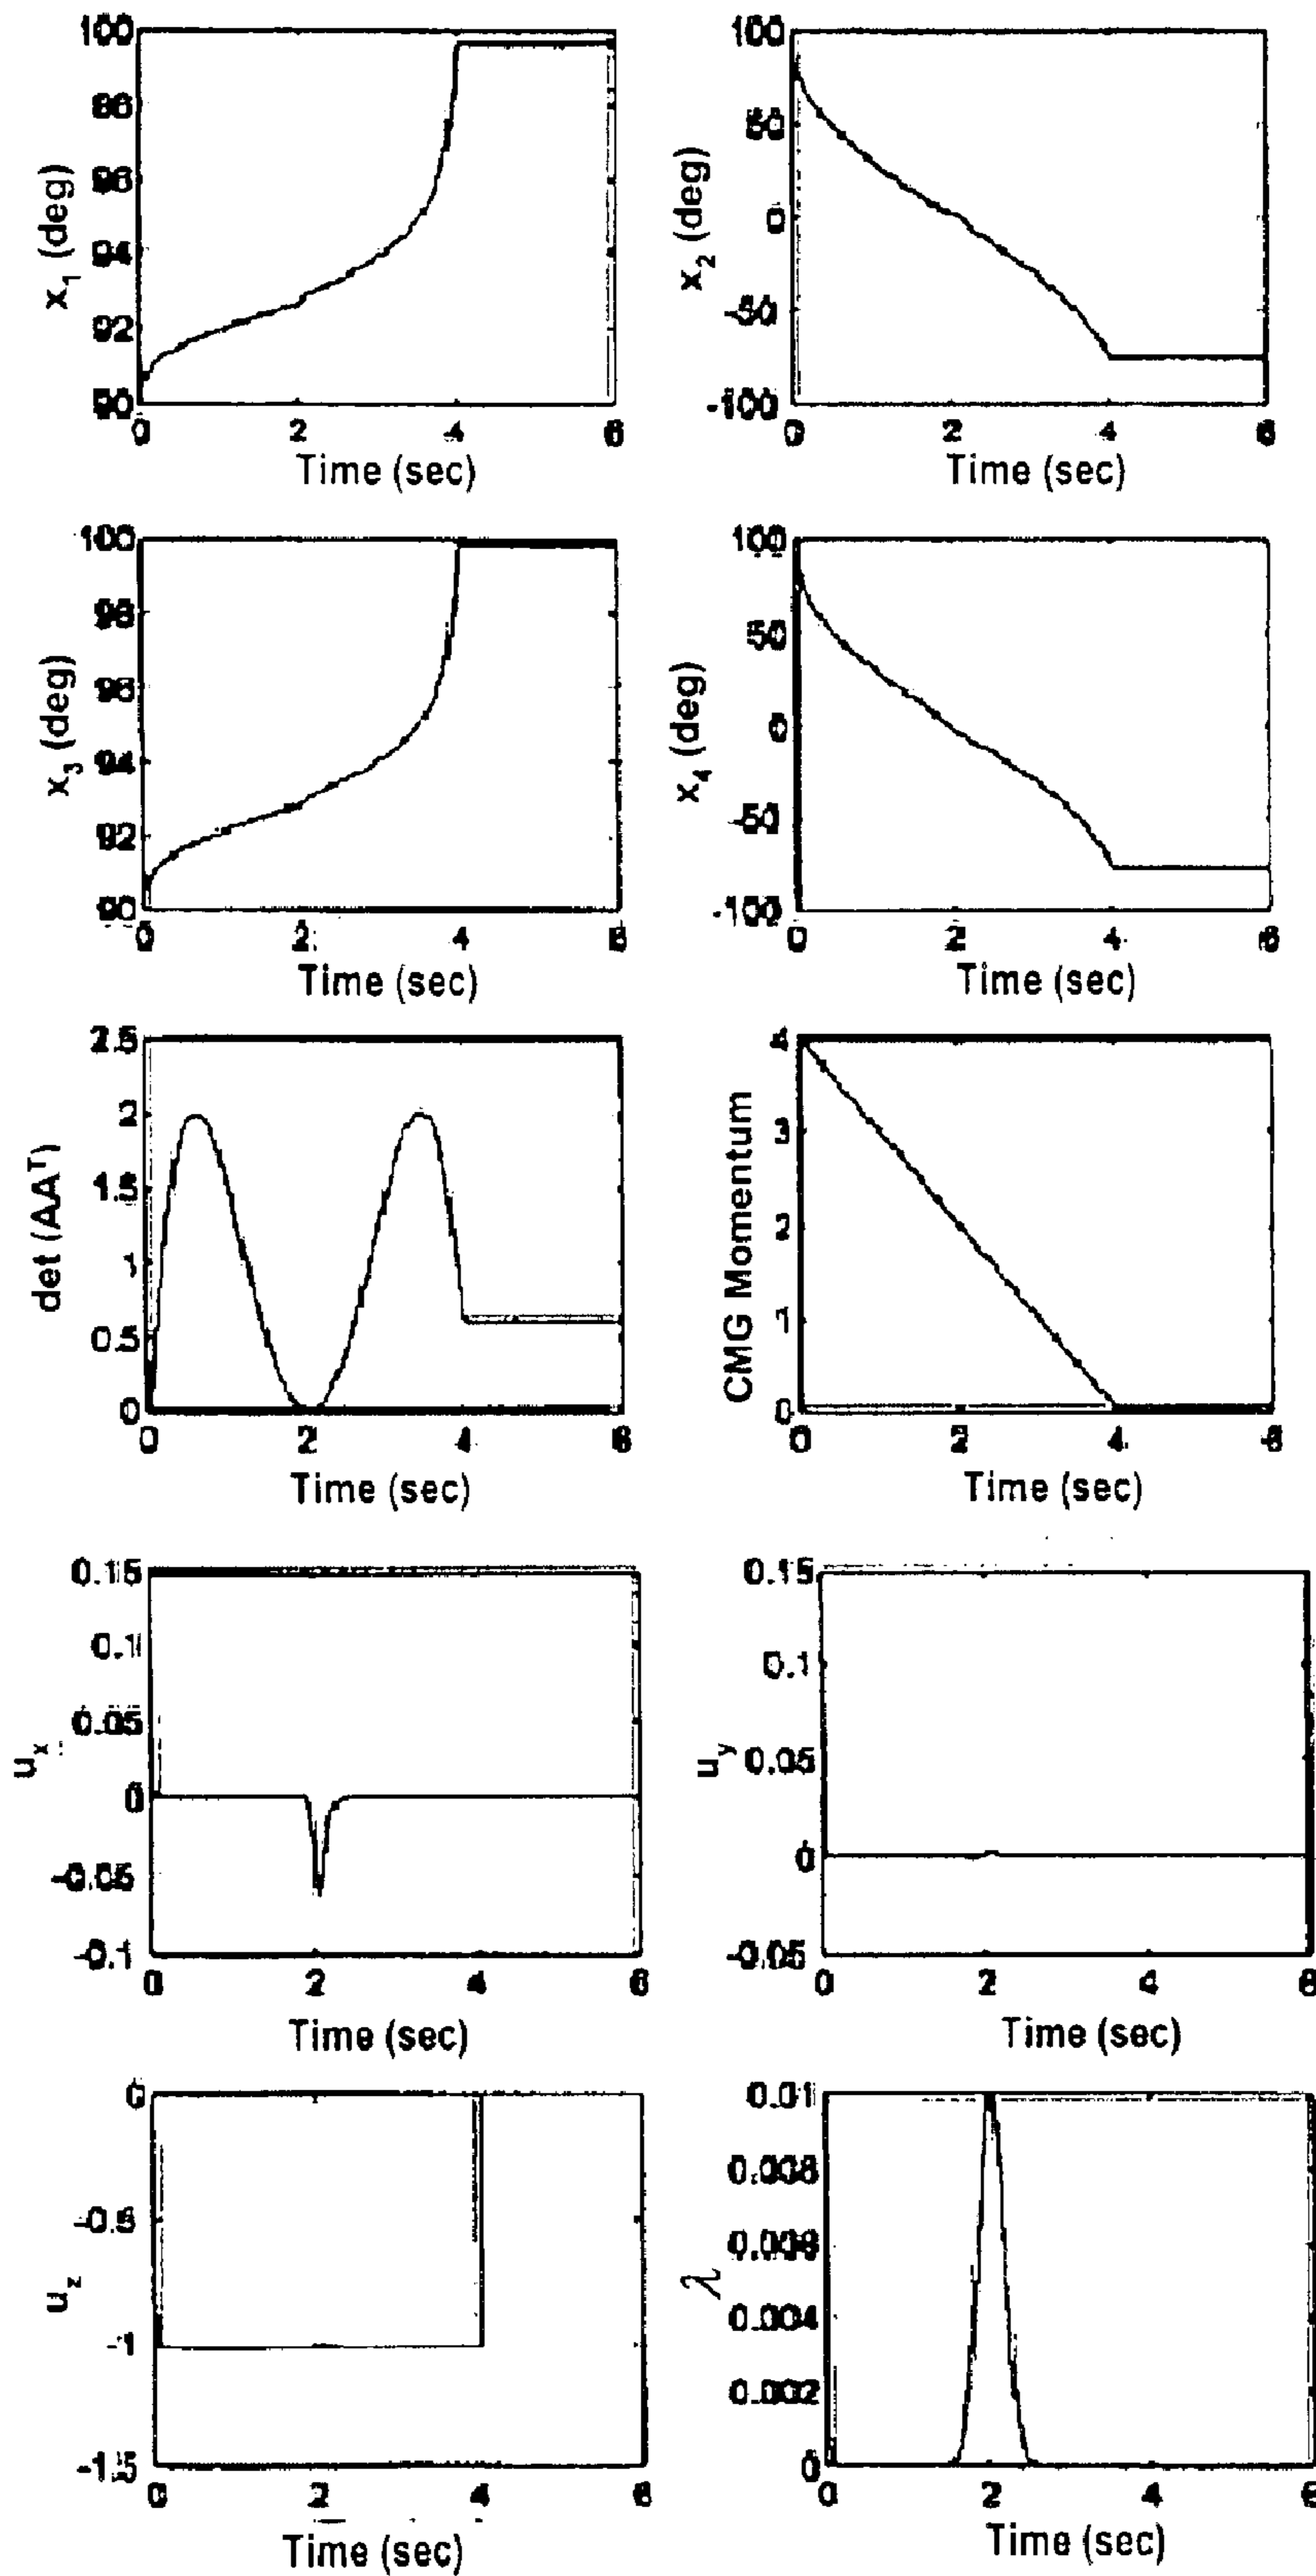 100 98 96 94 92 90
x₁ (deg)
0 2 4 6
Time (sec)
100 50 0 -50 -100
x₂ (deg)
0 2 4 6
Time (sec)
100 98 96 94 92 90
x₃ (deg)
0 2 4 6
Time (sec)
100 50 0 -50 -100
x₄ (deg)
0 2 4 6
Time (sec)
2.5 2 1.5 1 0.5 0
det (AAᵀ)
0 2 4 6
Time (sec)
4 3 2 1 0
CMG Momentum
0 2 4 6
Time (sec)
0.15 0.1 0.05 0 -0.05 -0.1
uₓ
0 2 4 6
Time (sec)
0.15 0.1 0.05 0 -0.05
u_y
0 2 4 6
Time (sec)
0 -0.5 -1 -1.5
u_z
0 2 4 6
Time (sec)
0.01 0.008 0.006 0.004 0.002 0
λ
0 2 4 6
Time (sec)